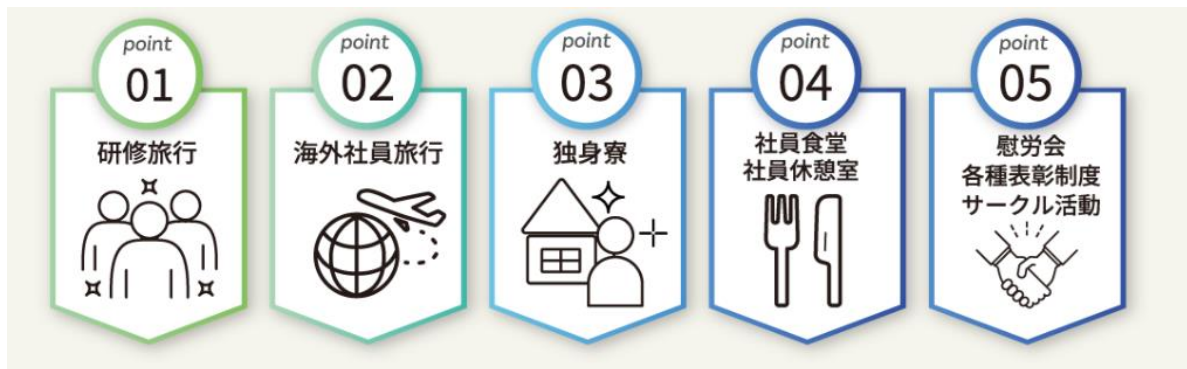 point
01
研修旅行
point
02
海外社員旅行
point
03
独身寮
point
04
社員食堂
社員休憩室
point
05
慰労会
各種表彰制度
サークル活動